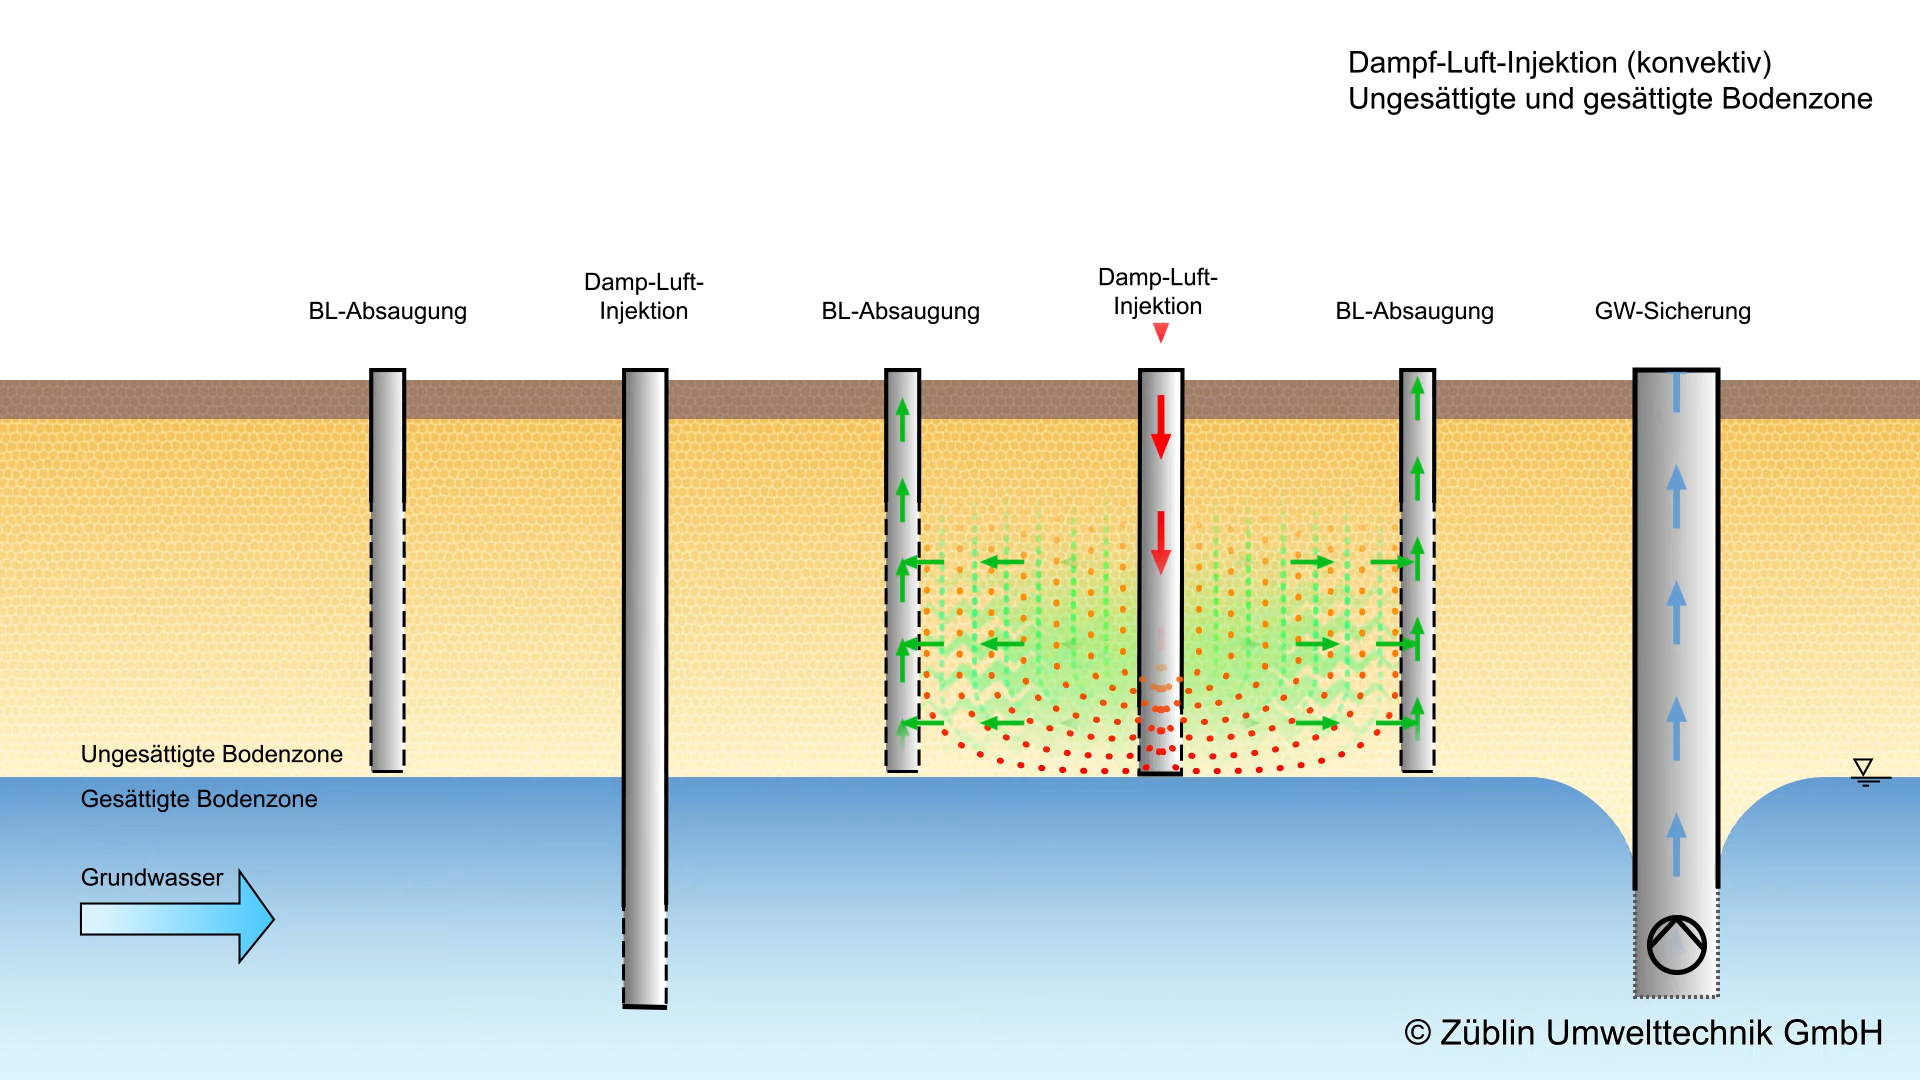 Dampf-Luft-Injektion (konvektiv)
Ungesättigte und gesättigte Bodenzone
BL-Absaugung
Damp-Luft-
Injektion
BL-Absaugung
Damp-Luft-
Injektion
BL-Absaugung
GW-Sicherung
Ungesättigte Bodenzone
Gesättigte Bodenzone
Grundwasser
© Züblin Umwelttechnik GmbH